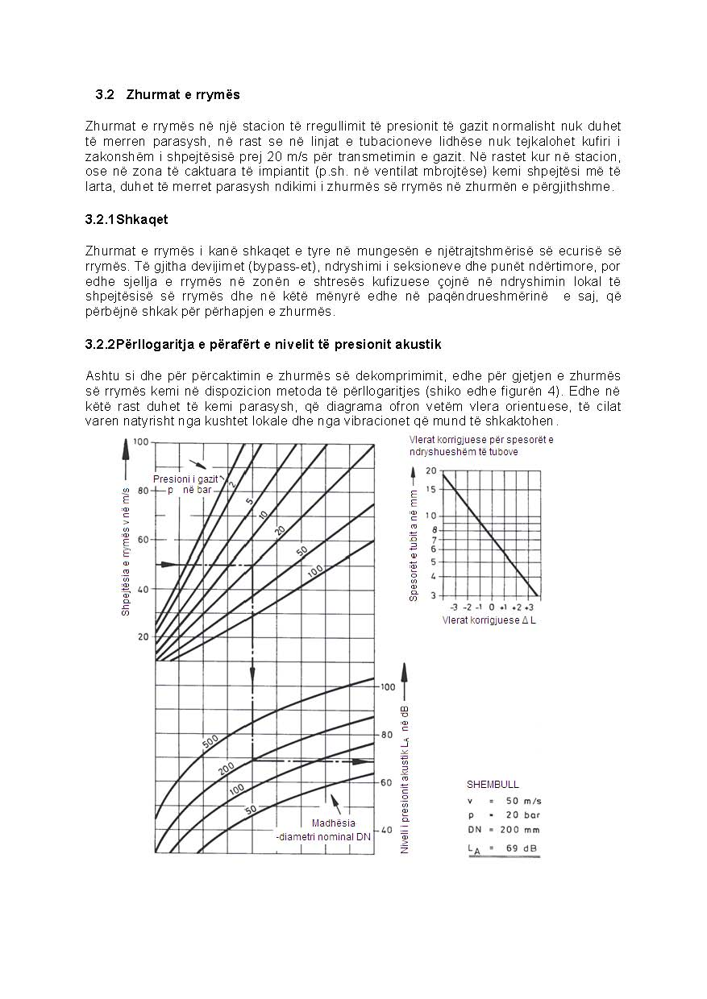 3.2 Zhurmat e rrymës
Zhurmat e rrymës në një stacion të rregullimit të presionit të gazit normalisht nuk duhet
të merren parasysh, në rast se në linjat e tubacioneve lidhëse nuk tejkalohet kufiri i
zakonshëm i shpejtësisë prej 20 m/s për transmetimin e gazit. Në rastet kur në stacion,
ose në zona të caktuara të impiantit (p.sh. në ventilat mbrojtëse) kemi shpejtësi më të
larta, duhet të merret parasysh ndikimi i zhurmës së rrymës në zhurmën e përgjithshme.
3.2.1Shkaqet
Zhurmat e rrymës i kanë shkaqet e tyre në mungesën e njëtrajtshmërisë së ecurisë së
rrymës. Të gjitha devijimet (bypass-et), ndryshimi i seksioneve dhe punët ndërtimore, por
edhe sjellja e rrymës në zonën e shtresës kufizuese çojnë në ndryshimin lokal të
shpejtësisë së rrymës dhe në këtë mënyrë edhe në paqëndrueshmërinë e saj, që
përbëjnë shkak për përhapjen e zhurmës.
3.2.2Përllogaritja e përafërt e nivelit të presionit akustik
Ashtu si dhe për përcaktimin e zhurmës së dekomprimimit, edhe për gjetjen e zhurmës
së rrymës kemi në dispozicion metoda të përllogaritjes (shiko edhe figurën 4). Edhe në
këtë rast duhet të kemi parasysh, që diagrama ofron vetëm vlera orientuese, të cilat
varen natyrisht nga kushtet lokale dhe nga vibracionet që mund të shkaktohen.
100
80
60
40
20
Shpejtësia e rrymës v në m/s
Presioni i gazit
p në bar
1
2
5
10
20
50
100
100
80
60
40
Niveli i presionit akustik LA në dB
500
200
100
50
Madhësia
-diametri nominal DN
Vlerat korrigjuese për spesorët e
ndryshueshëm të tubove
Spesorët e tubit a në mm
20
15
10
8
7
6
5
4
3
-3 -2 -1 0 +1 +2 +3
Vlerat korrigjuese Δ L
SHEMBULL
v = 50 m/s
p = 20 bar
DN = 200 mm
LA = 69 dB